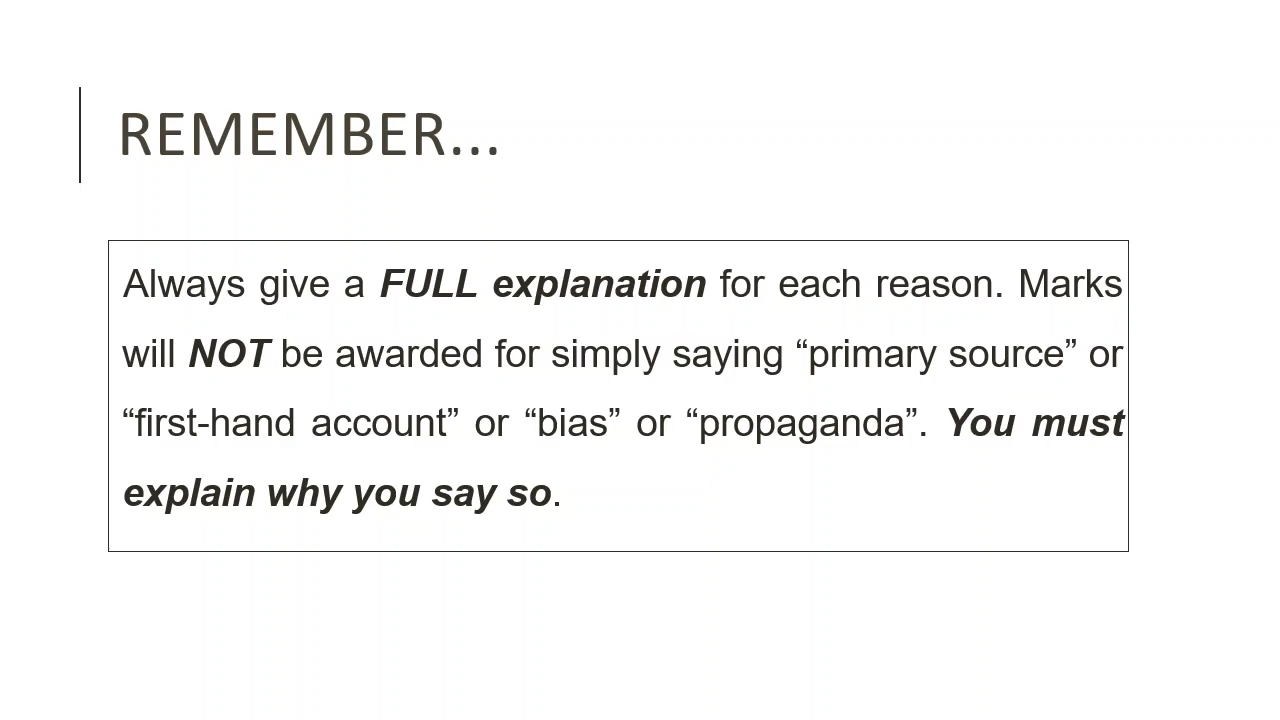 REMEMBER...
Always give a FULL explanation for each reason. Marks
will NOT be awarded for simply saying “primary source” or
“first-hand account” or “bias” or “propaganda”. You must
explain why you say so.